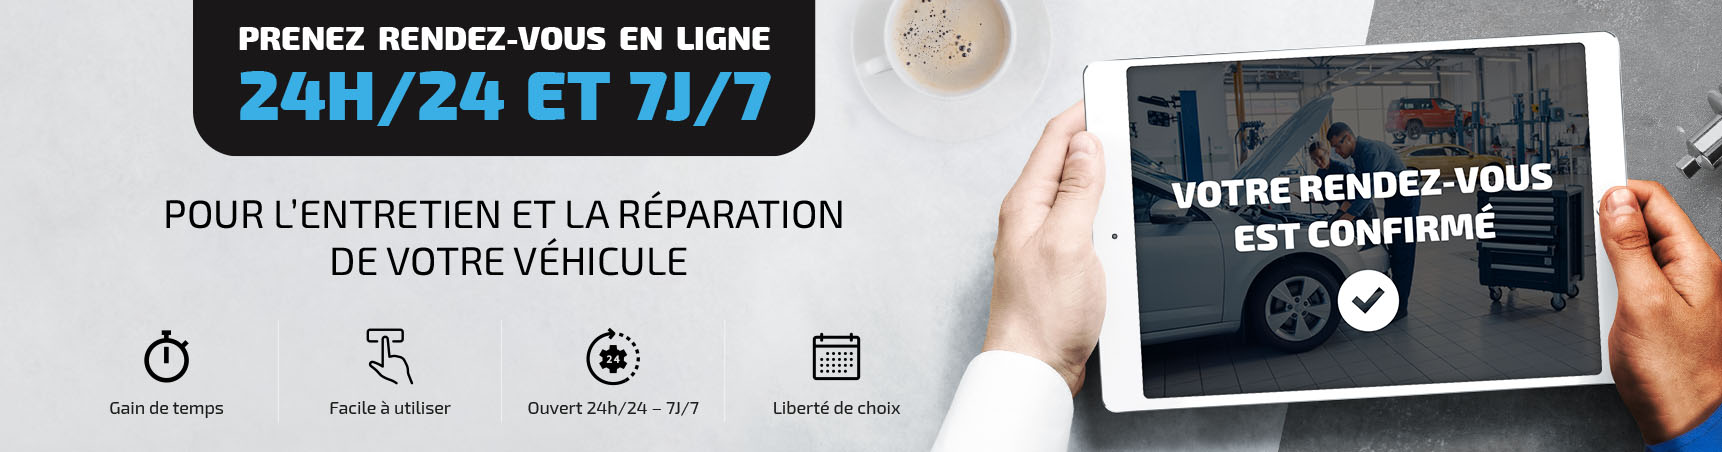 PRENEZ RENDEZ-VOUS EN LIGNE
24H/24 ET 7J/7
POUR L'ENTRETIEN ET LA RÉPARATION
DE VOTRE VÉHICULE
Gain de temps
Facile à utiliser
24
Ouvert 24h/24 – 7J/7
Liberté de choix
VOTRE RENDEZ-VOUS
EST CONFIRMÉ